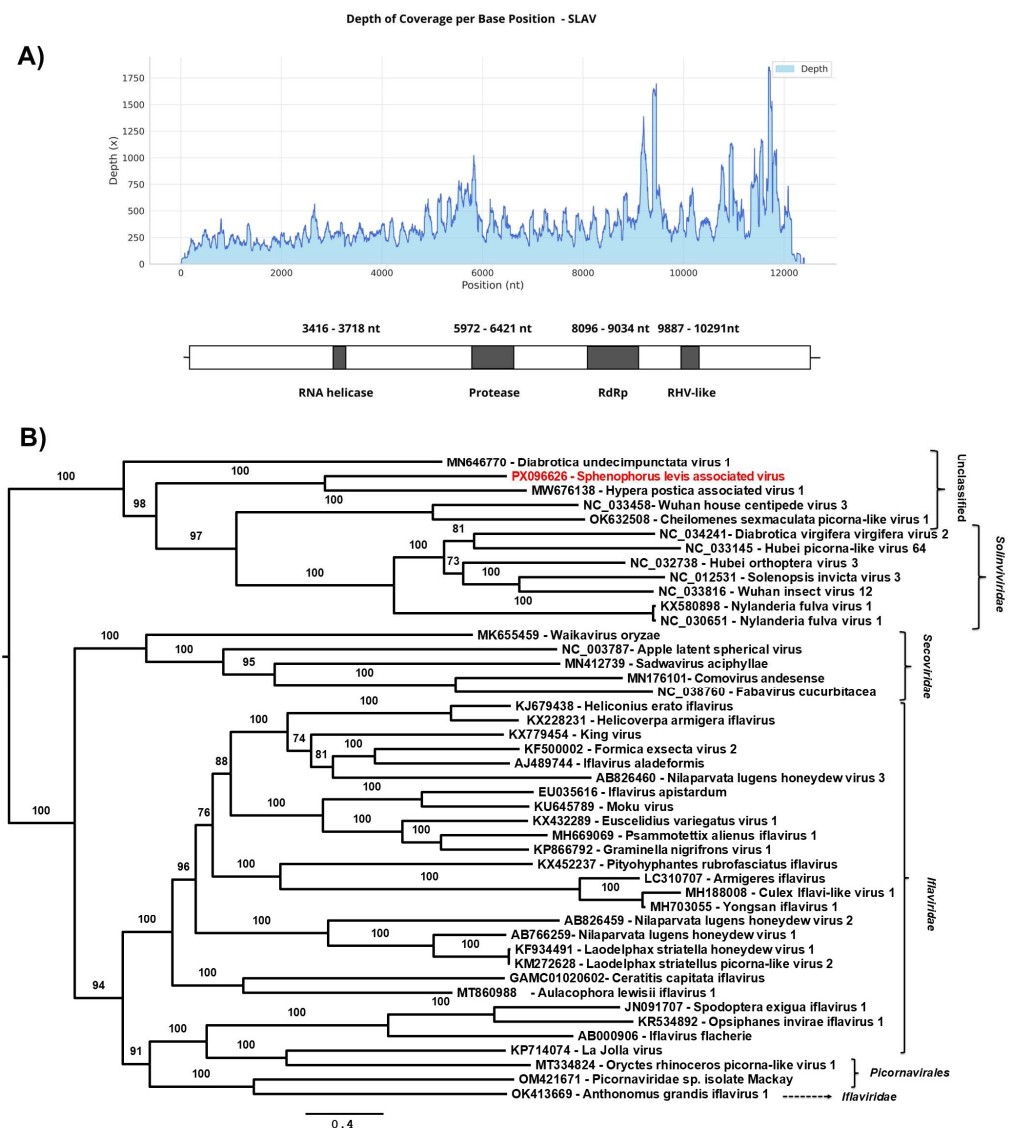 Depth of Coverage per Base Position - SLAV
A)
Depth
1750
1500
1250
1000
750
500
250
0
Depth (x)
0 2000 4000 6000 8000 10000 12000
Position (nt)
3416 - 3718 nt 5972 - 6421 nt 8096 - 9034 nt 9887 - 10291nt
RNA helicase Protease RdRp RHV-like
B)
100 MN646770 - Diabrotica undecimpunctata virus 1
100 PX096626 - Sphenophorus levis associated virus
MW676138 - Hypera postica associated virus 1
98 100 NC_033458- Wuhan house centipede virus 3
OK632508 - Cheilomenes sexmaculata picorna-like virus 1
Unclassified
97 81 NC_034241- Diabrotica virgifera virgifera virus 2
100 NC_033145 - Hubei picorna-like virus 64
73 NC_032738 - Hubei orthoptera virus 3
100 100 NC_012531 - Solenopsis invicta virus 3
NC_033816 - Wuhan insect virus 12
100 KX580898 - Nylanderia fulva virus 1
NC_030651 - Nylanderia fulva virus 1
Solinviviridae
100 MK655459 - Waikavirus oryzae
100 NC_003787- Apple latent spherical virus
95 MN412739 - Sadwavirus aciphyllae
100 MN176101- Comovirus andesense
NC_038760 - Fabavirus cucurbitacea
Secoviridae
100 KJ679438 - Heliconius erato iflavirus
100 KX228231 - Helicoverpa armigera iflavirus
74 KX779454 - King virus
81 100 KF500002 - Formica exsecta virus 2
88 AJ489744 - Iflavirus aladeformis
AB826460 - Nilaparvata lugens honeydew virus 3
100 EU035616 - Iflavirus apistardum
100 KU645789 - Moku virus
76 100 KX432289 - Euscelidius variegatus virus 1
100 MH669069 - Psammotettix alienus iflavirus 1
KP866792 - Graminella nigrifrons virus 1
96 100 KX452237 - Pityohyphantes rubrofasciatus iflavirus
100 LC310707 - Armigeres iflavirus
100 MH188008 - Culex Iflavi-like virus 1
MH703055 - Yongsan iflavirus 1
100 AB826459 - Nilaparvata lugens honeydew virus 2
100 100 AB766259- Nilaparvata lugens honeydew virus 1
100 KF934491 - Laodelphax striatella honeydew virus 1
KM272628 - Laodelphax striatellus picorna-like virus 2
100 GAMC01020602- Ceratitis capitata iflavirus
94 MT860988 - Aulacophora lewisii iflavirus 1
100 JN091707 - Spodoptera exigua iflavirus 1
100 KR534892 - Opsiphanes invirae iflavirus 1
100 AB000906 - Iflavirus flacherie
91 100 KP714074 - La Jolla virus
Iflaviridae
MT334824 - Oryctes rhinoceros picorna-like virus 1
100 OM421671 - Picornaviridae sp. isolate Mackay
Picornavirales
OK413669 - Anthonomus grandis iflavirus 1 Iflaviridae
0.4